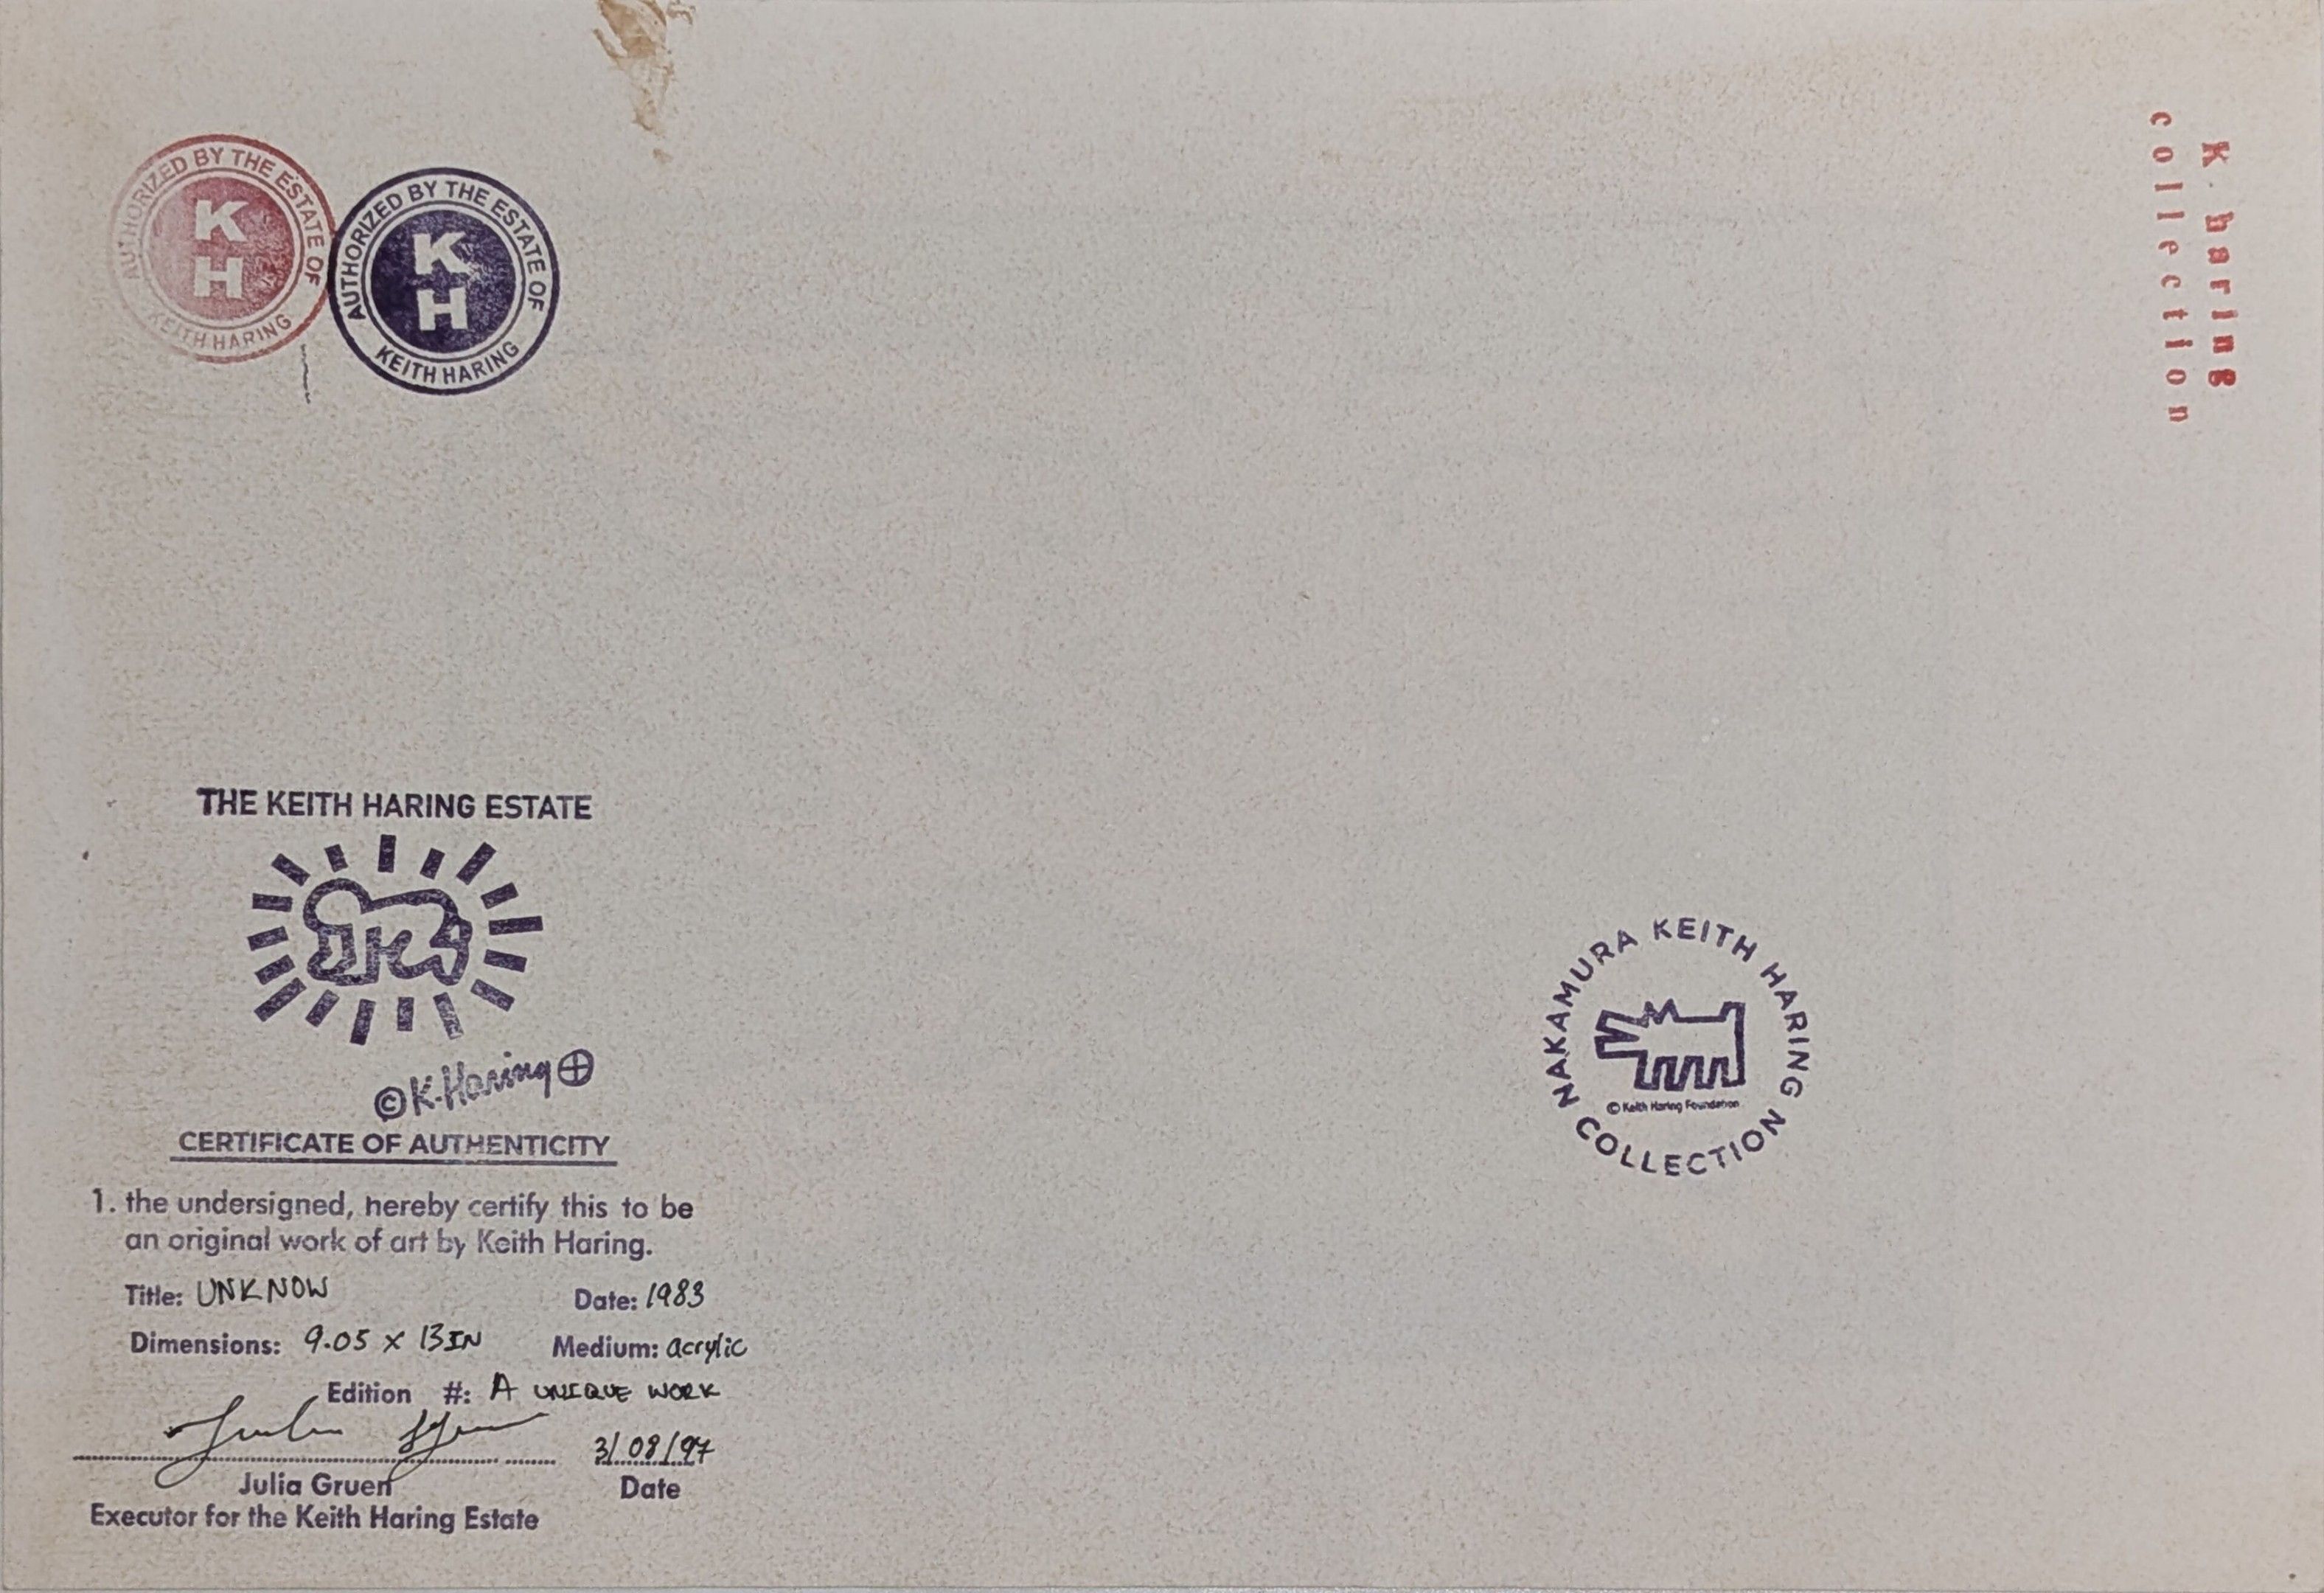 AUTHORIZED BY THE ESTATE OF
K
H
KEITH HARING
AUTHORIZED BY THE ESTATE OF
K
H
KEITH HARING
K. haring
collection
THE KEITH HARING ESTATE
©K·Haring
CERTIFICATE OF AUTHENTICITY
1. the undersigned, hereby certify this to be
an original work of art by Keith Haring.
Title: UNKNOW Date: 1983
Dimensions: 9.05 x 13IN Medium: acrylic
Edition #: A UNIQUE WORK
3/08/97
Julia Gruen Date
Executor for the Keith Haring Estate
NAKAMURA KEITH HARING
© Keith Haring Foundation
COLLECTION